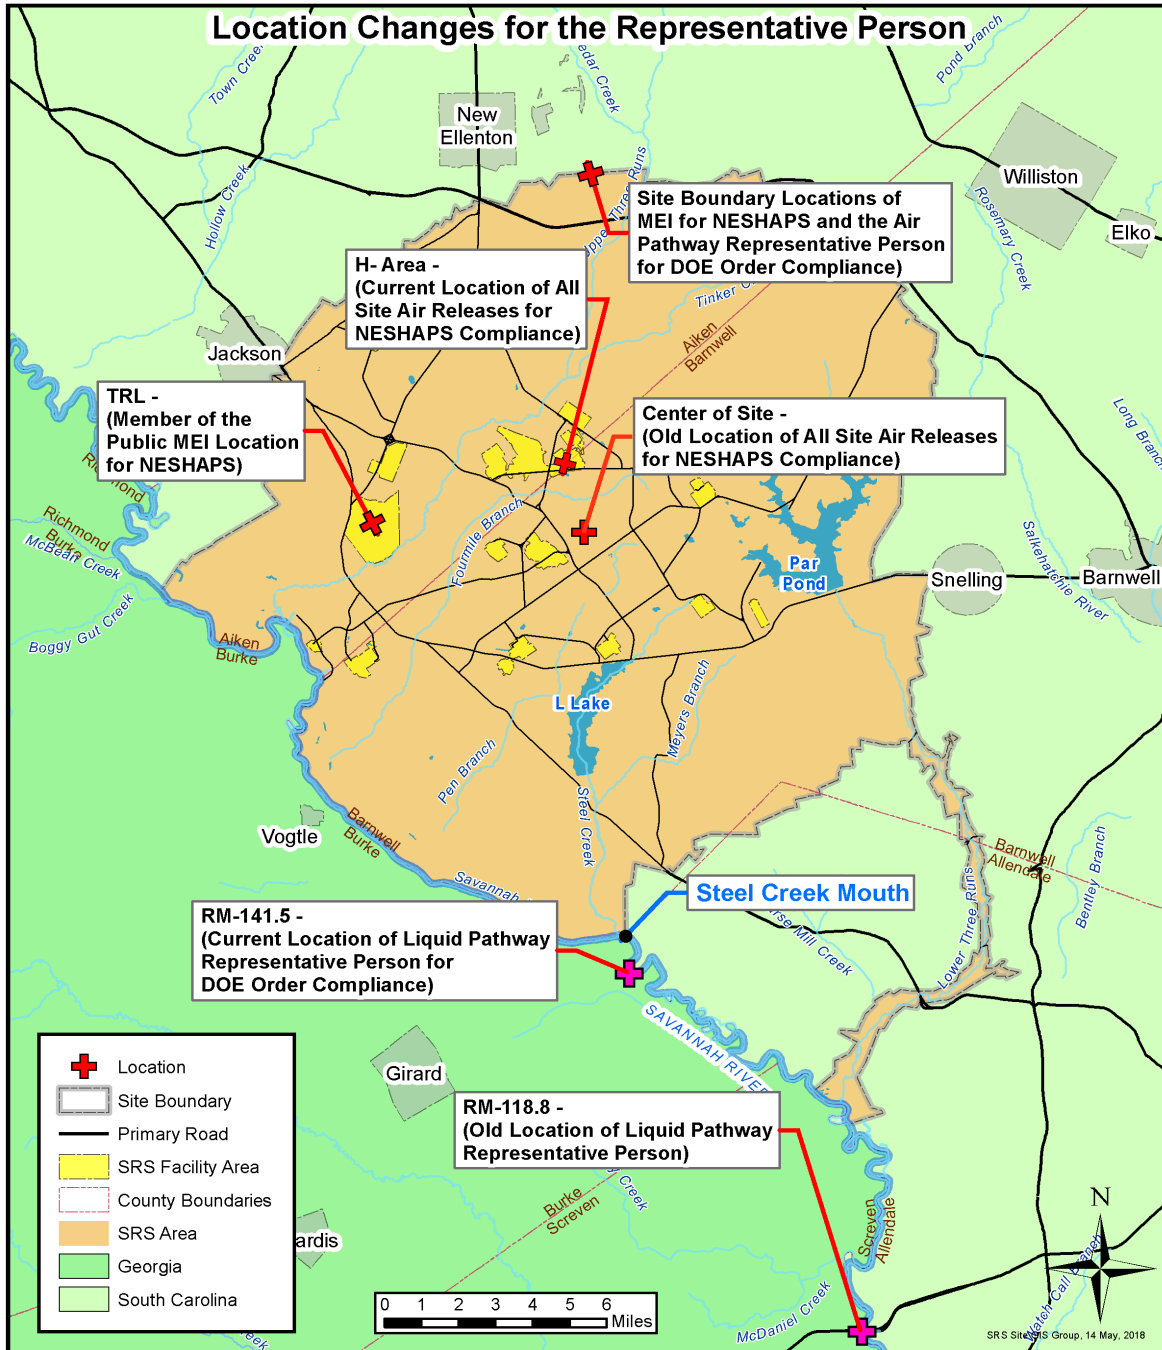 Location Changes for the Representative Person
Town Creek
Cedar Creek
Pond Branch
New
Ellenton
Williston
Elko
Hollow Creek
Upper Three Runs
Rosemary Creek
Site Boundary Locations of
MEI for NESHAPS and the Air
Pathway Representative Person
for DOE Order Compliance)
H- Area -
(Current Location of All
Site Air Releases for
NESHAPS Compliance)
Tinker
Aiken
Barnwell
Jackson
TRL -
(Member of the
Public MEI Location
for NESHAPS)
Center of Site -
(Old Location of All Site Air Releases
for NESHAPS Compliance)
Long Branch
Richmond
Burke
McBean Creek
Boggy Gut Creek
Fourmile Branch
Par
Pond
Snelling
Barnwell
Salkehatchie River
Aiken
Burke
L Lake
Meyers Branch
Pen Branch
Steel Creek
Vogtle
Barnwell
Burke
Savannah
Barnwell
Allendale
Bentley Branch
Steel Creek Mouth
RM-141.5 -
(Current Location of Liquid Pathway
Representative Person for
DOE Order Compliance)
Mill Creek
Lower Three Runs
SAVANNAH RIVER
Girard
RM-118.8 -
(Old Location of Liquid Pathway
Representative Person)
Creek
Burke
Screven
Screven
Allendale
ardis
Location
Site Boundary
Primary Road
SRS Facility Area
County Boundaries
SRS Area
Georgia
South Carolina
0 1 2 3 4 5 6
Miles
McDaniel Creek
N
Watch Call Branch
SRS Site GIS Group, 14 May, 2018